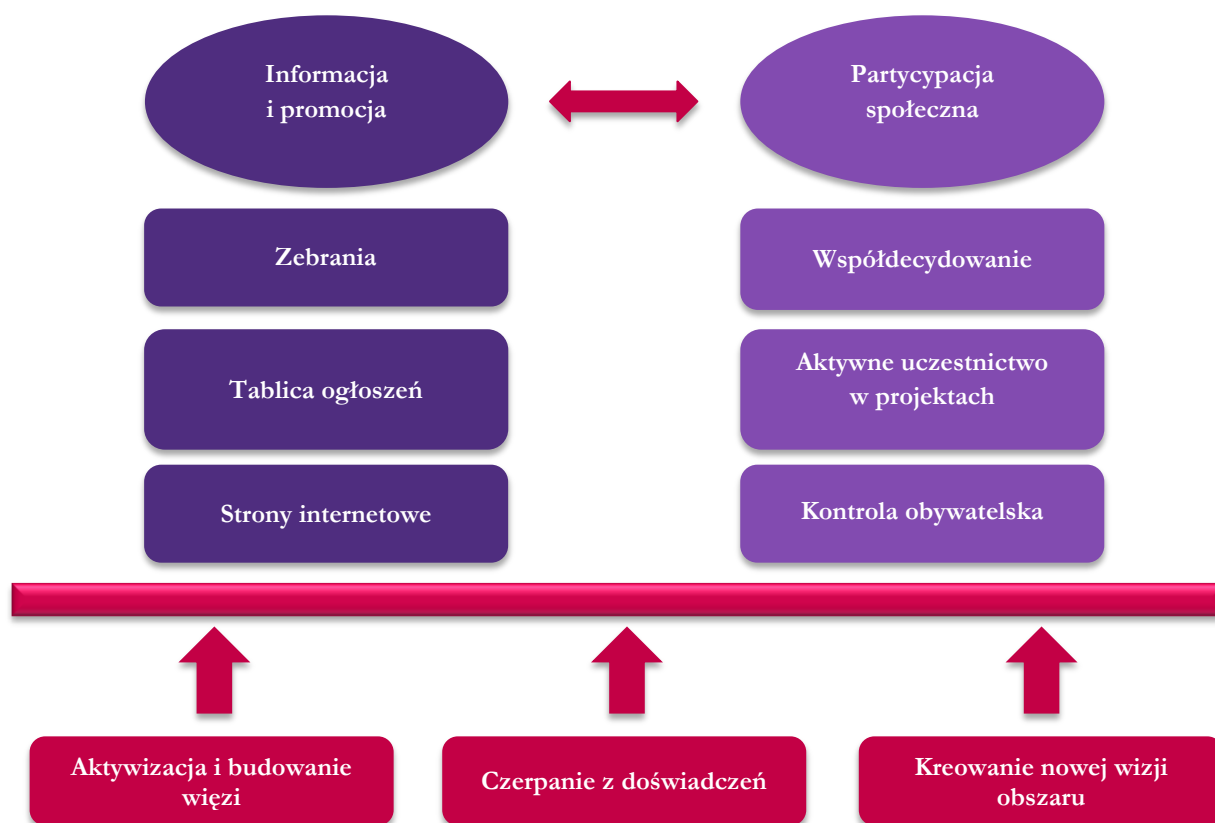 Informacja
i promocja
Partycypacja
społeczna
Zebrania
Współdecydowanie
Tablica ogłoszeń
Aktywne uczestnictwo
w projektach
Strony internetowe
Kontrola obywatelska
Aktywizacja i budowanie
więzi
Czerpanie z doświadczeń
Kreowanie nowej wizji
obszaru